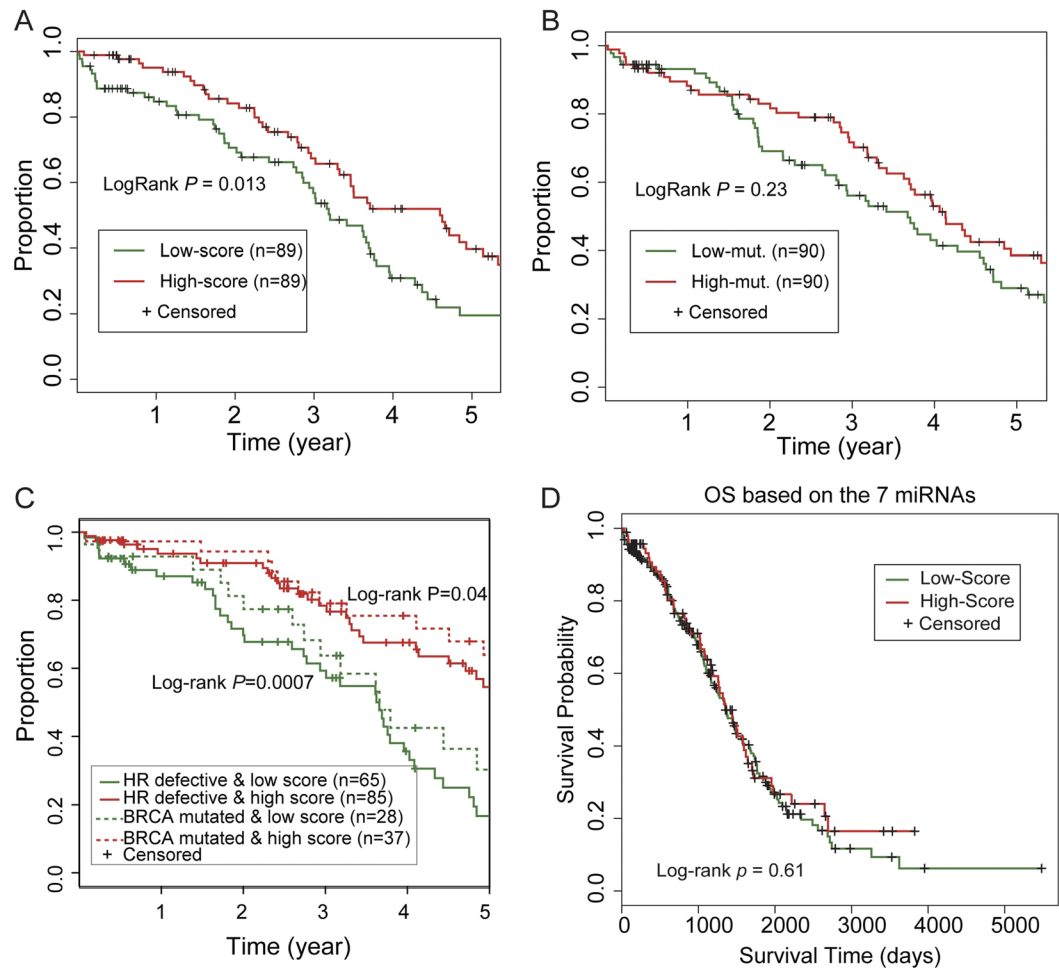 A
1.0
0.8
0.6
0.4
0.2
0.0
Proportion
LogRank P = 0.013
Low-score (n=89)
High-score (n=89)
+ Censored
1 2 3 4 5
Time (year)
B
1.0
0.8
0.6
0.4
0.2
0.0
Proportion
LogRank P = 0.23
Low-mut. (n=90)
High-mut. (n=90)
+ Censored
1 2 3 4 5
Time (year)
C
1.0
0.8
0.6
0.4
0.2
0.0
Proportion
Log-rank P=0.04
Log-rank P=0.0007
HR defective & low score (n=65)
HR defective & high score (n=85)
BRCA mutated & low score (n=28)
BRCA mutated & high score (n=37)
+ Censored
1 2 3 4 5
Time (year)
D
OS based on the 7 miRNAs
1.0
0.8
0.6
0.4
0.2
0.0
Survival Probability
Low-Score
High-Score
+ Censored
Log-rank p = 0.61
0 1000 2000 3000 4000 5000
Survival Time (days)